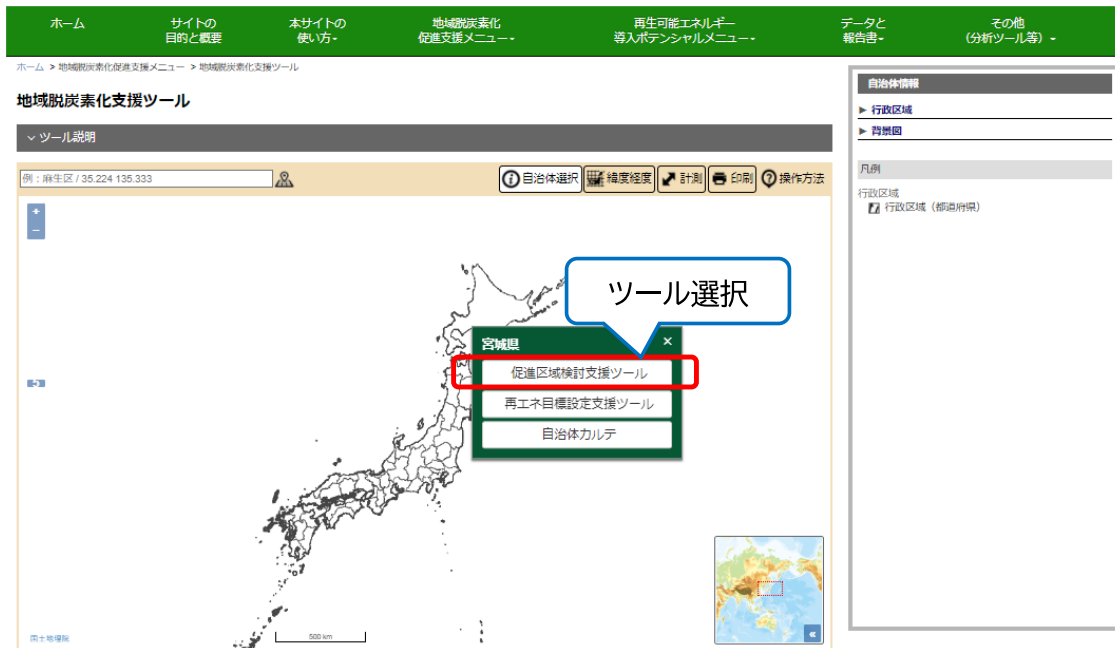 ホーム
サイトの
目的と概要
本サイトの
使い方
地域脱炭素化
促進支援メニュー
再生可能エネルギー
導入ポテンシャルメニュー
データと
報告書
その他
(分析ツール等)
ホーム > 地域脱炭素化促進支援メニュー > 地域脱炭素化支援ツール
地域脱炭素化支援ツール
ツール説明
例:麻生区 / 35.224 135.333
自治体選択
緯度経度
計測
印刷
操作方法
+
−
ツール選択
宮城県
×
促進区域検討支援ツール
再エネ目標設定支援ツール
自治体カルテ
国土地理院
500 km
«
自治体情報
行政区域
背景図
凡例
行政区域
行政区域(都道府県)